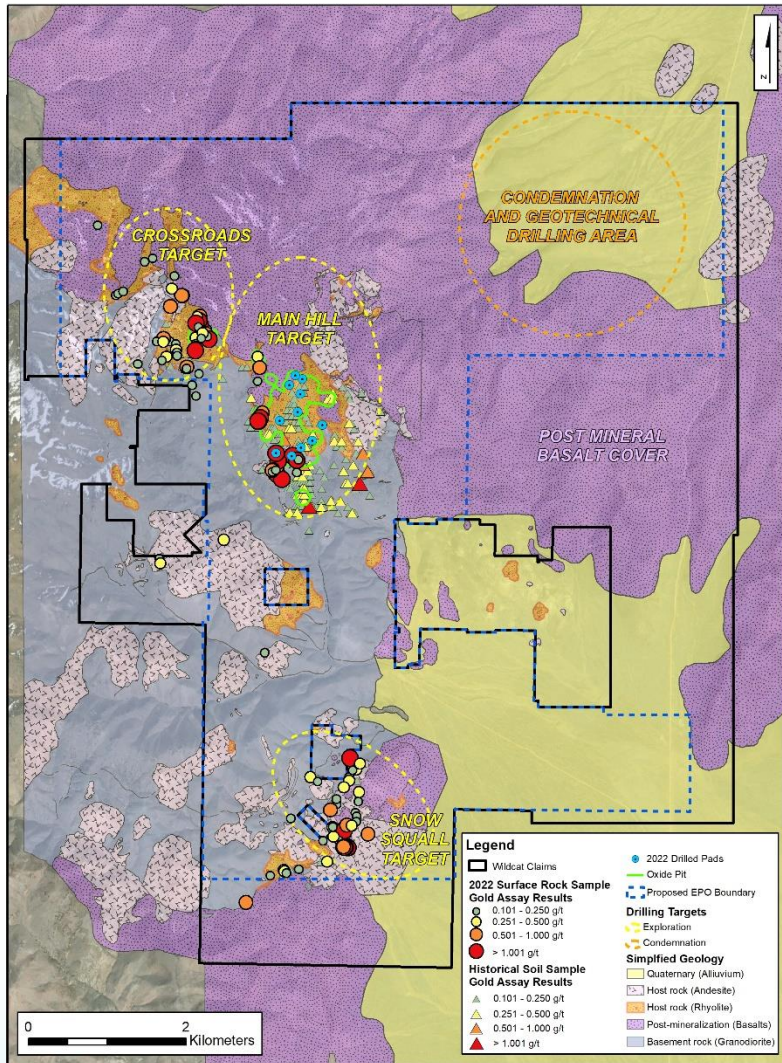 N
CONDEMNATION
AND GEOTECHNICAL
DRILLING AREA
CROSSROADS
TARGET
MAIN HILL
TARGET
POST MINERAL
BASALT COVER
SNOW
SQUALL
TARGET
Legend
Wildcat Claims
2022 Surface Rock Sample
Gold Assay Results
0.101 - 0.250 g/t
0.251 - 0.500 g/t
0.501 - 1.000 g/t
> 1.001 g/t
Historical Soil Sample
Gold Assay Results
0.101 - 0.250 g/t
0.251 - 0.500 g/t
0.501 - 1.000 g/t
> 1.001 g/t
2022 Drilled Pads
Oxide Pit
Proposed EPO Boundary
Drilling Targets
Exploration
Condemnation
Simplfied Geology
Quaternary (Alliuvium)
Host rock (Andesite)
Host rock (Rhyolite)
Post-mineralization (Basalts)
Basement rock (Granodiorite)
0 2
Kilometers